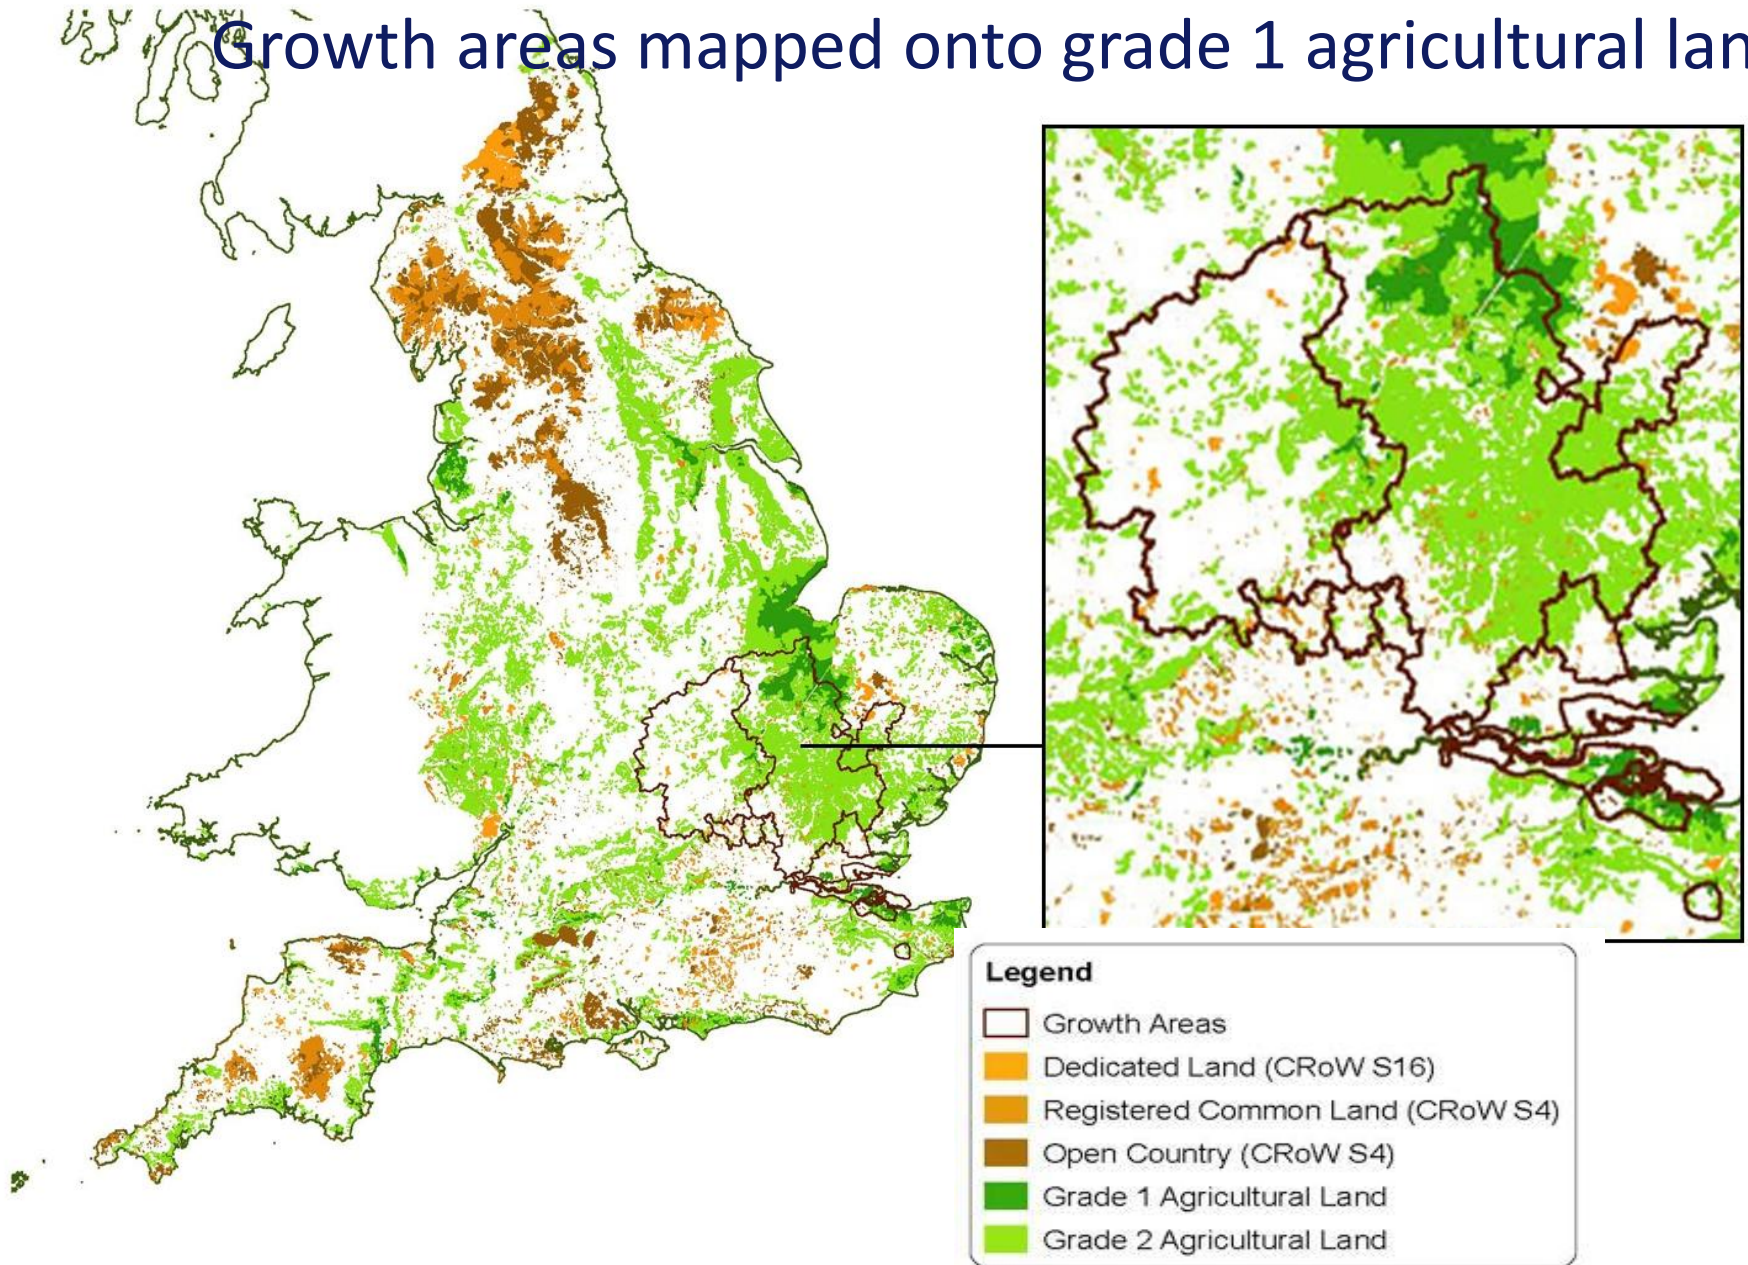 Growth areas mapped onto grade 1 agricultural lan
Legend
Growth Areas
Dedicated Land (CRoW S16)
Registered Common Land (CRoW S4)
Open Country (CRoW S4)
Grade 1 Agricultural Land
Grade 2 Agricultural Land